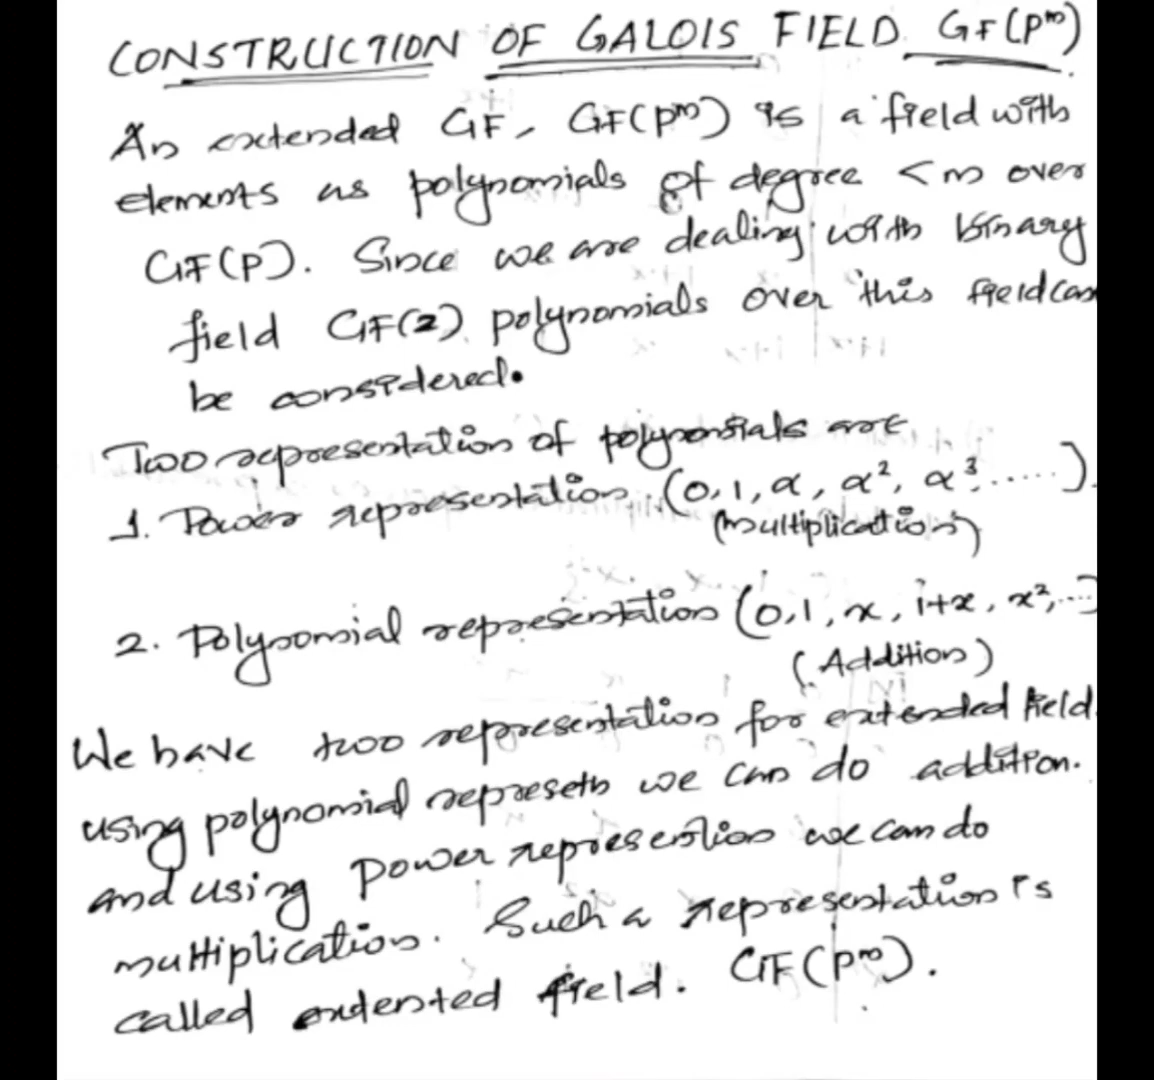 CONSTRUCTION OF GALOIS FIELD GF(pᵐ)
An extended GF, GF(pᵐ) is a field with
elements as polynomials of degree < m over
GF(p). Since we are dealing with binary
field GF(2) polynomials over this field can
be considered.
Two representation of polynomials are
1. Power representation (0, 1, α, α², α³, .....)
(Multiplication)
2. Polynomial representation (0, 1, x, 1+x, x², ...)
(Addition)
We have two representation for extended field.
using polynomial represetn we can do addition.
and using power represention we can do
multiplication. Such a representation is
called extented field. GF(pᵐ).